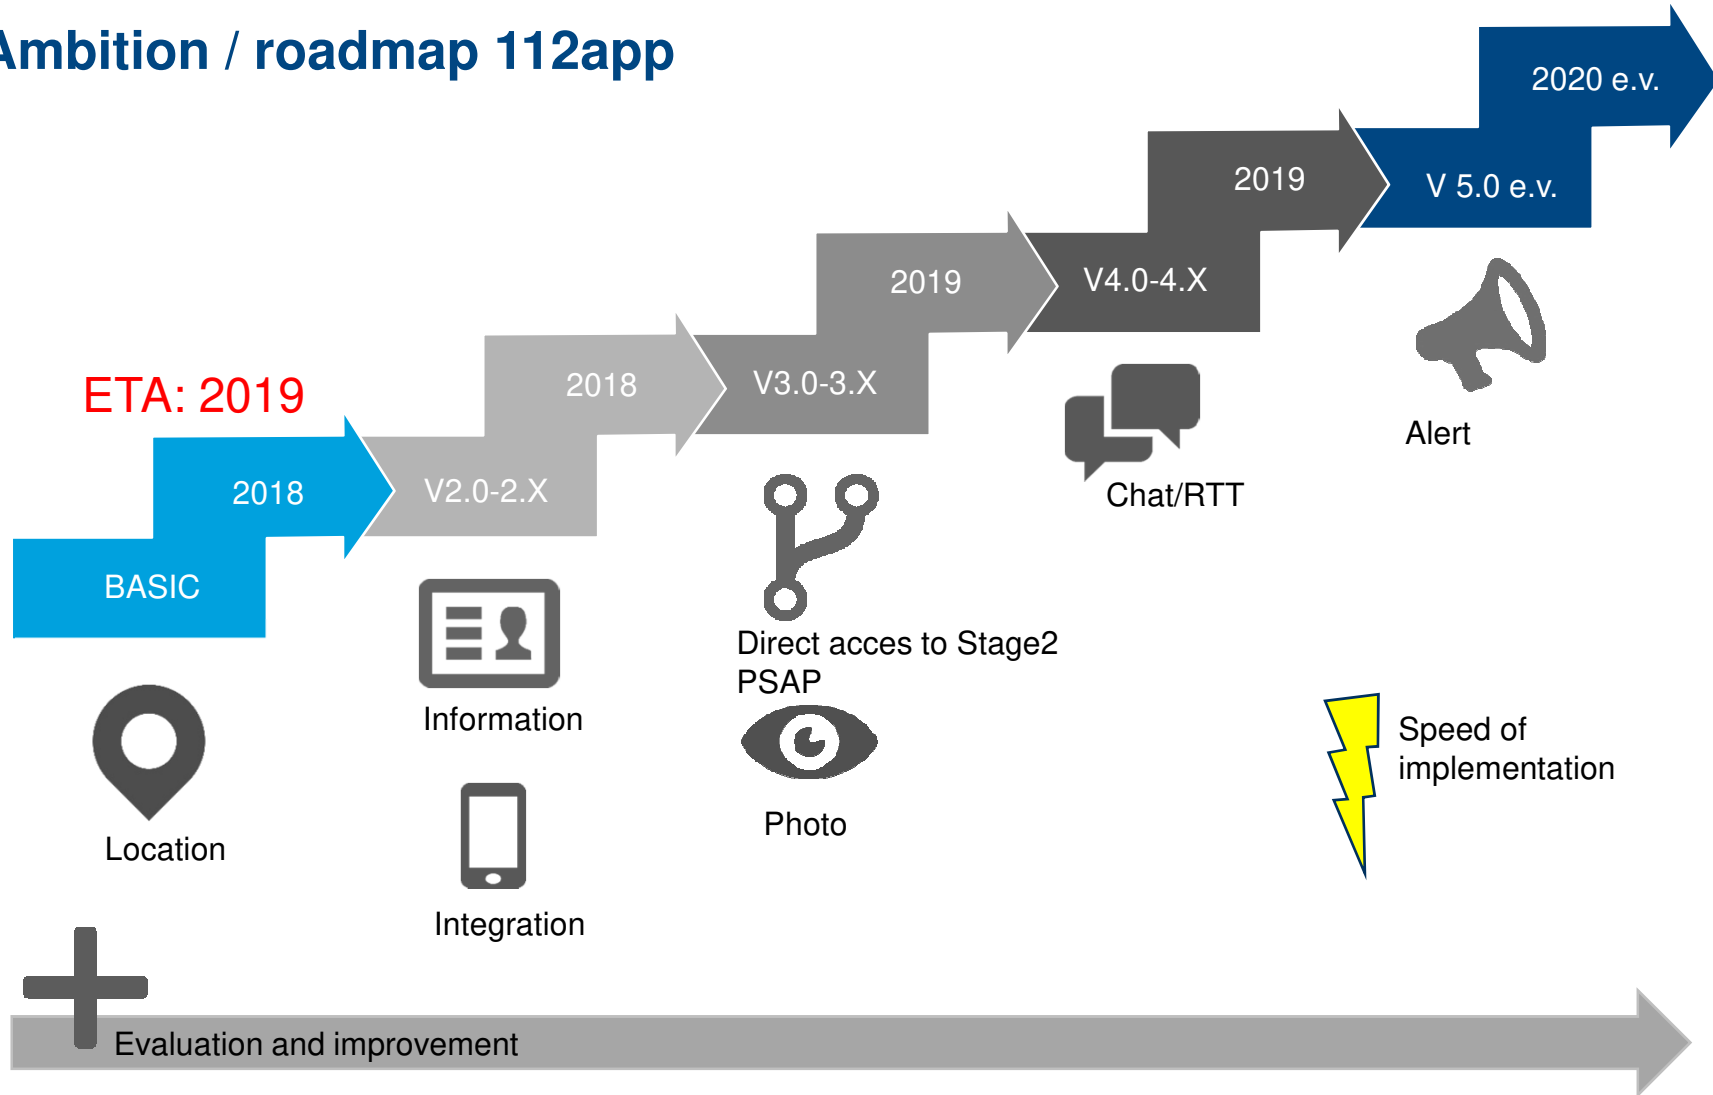 Ambition / roadmap 112app
2020 e.v.
V 5.0 e.v.
2019
V4.0-4.X
2019
V3.0-3.X
2018
V2.0-2.X
ETA: 2019
2018
BASIC
Location
Information
Integration
Direct acces to Stage2
PSAP
Photo
Chat/RTT
Alert
Speed of
implementation
Evaluation and improvement